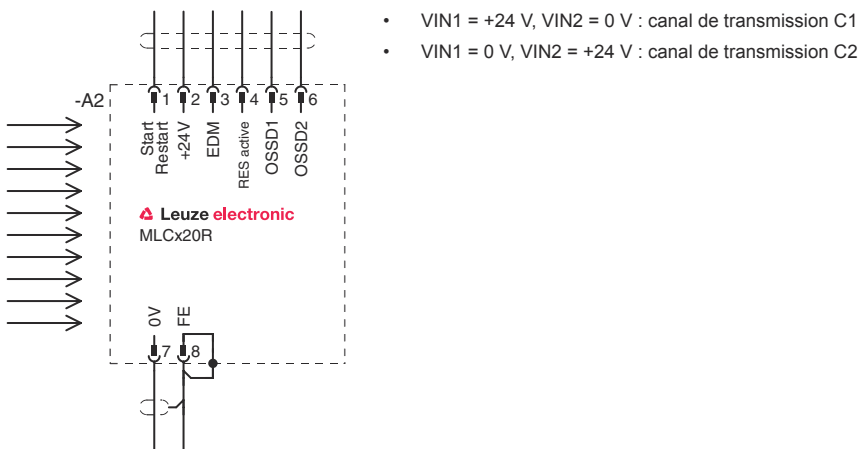 • VIN1 = +24 V, VIN2 = 0 V : canal de transmission C1
• VIN1 = 0 V, VIN2 = +24 V : canal de transmission C2
-A2
1 2 3 4 5 6
Start
Restart
+24V
EDM
RES active
OSSD1
OSSD2
Leuze electronic
MLCx20R
0V
FE
7 8